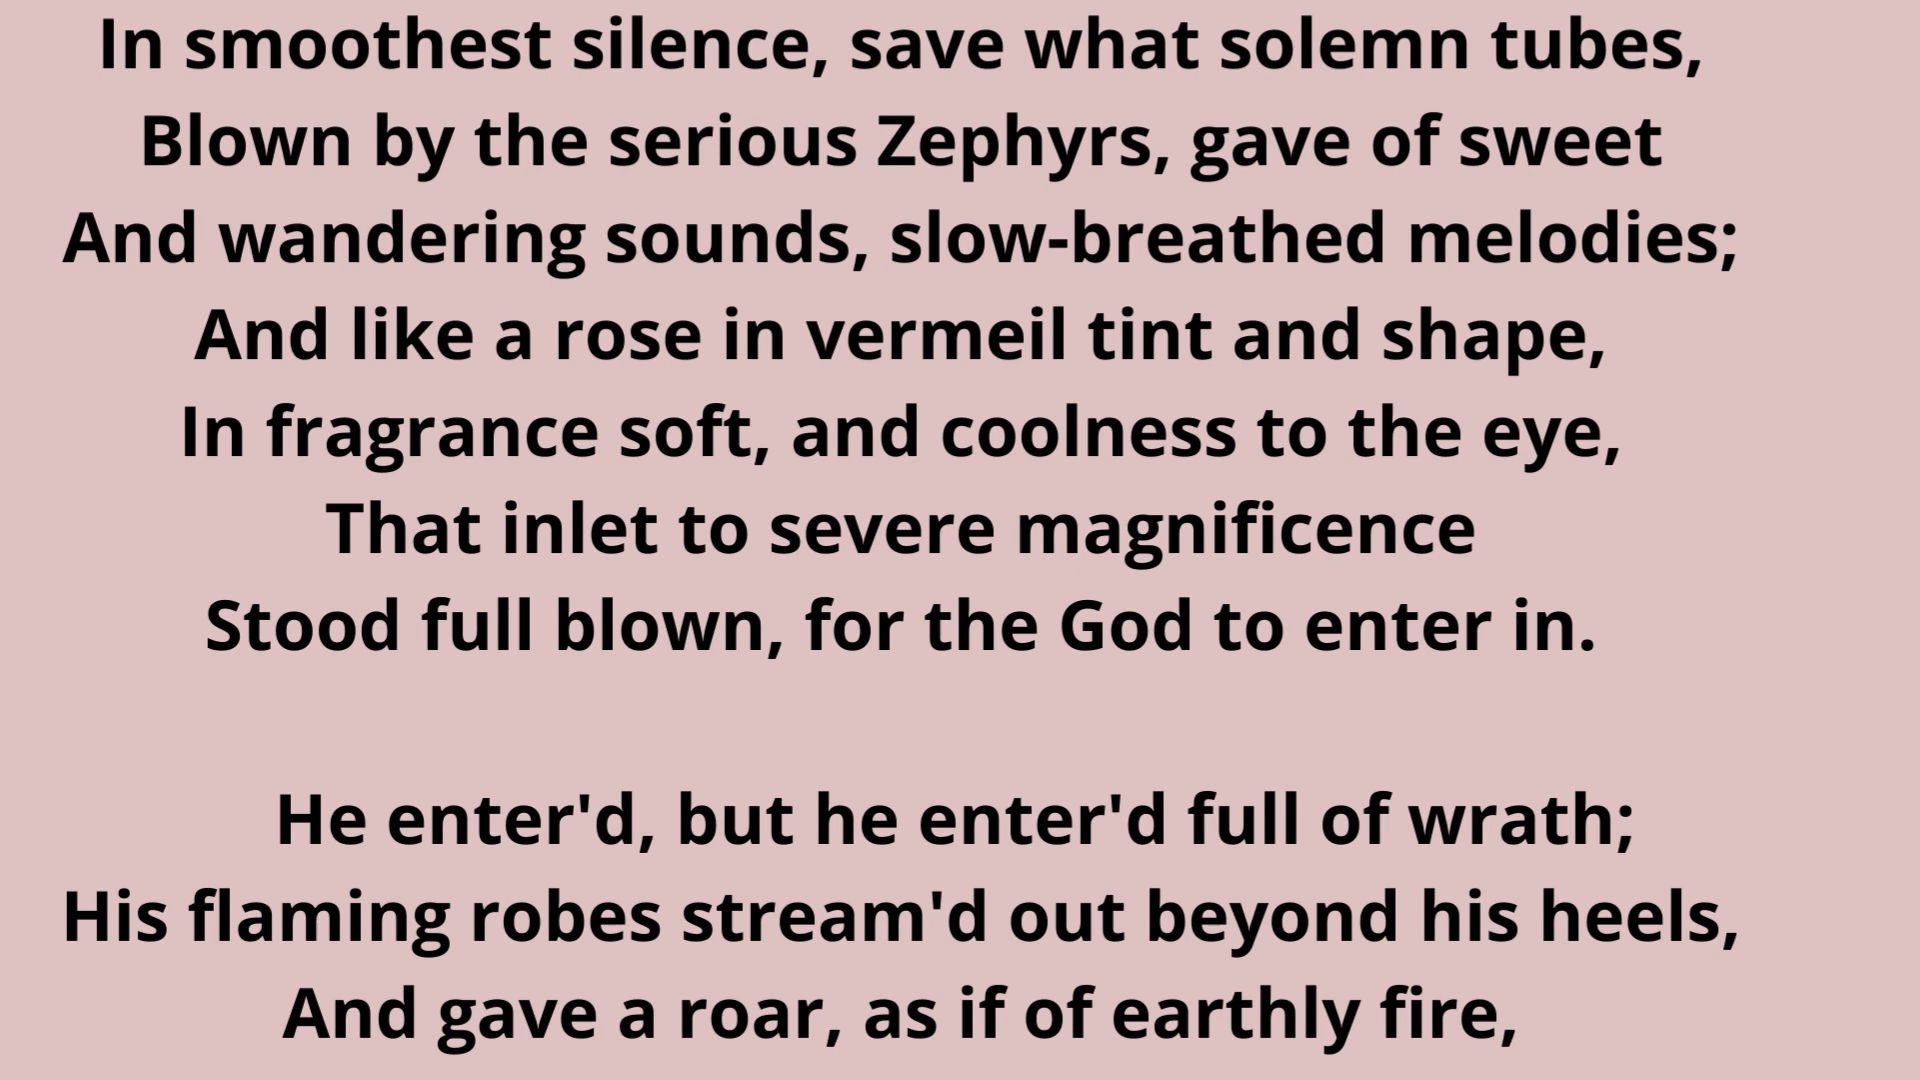 In smoothest silence, save what solemn tubes,
Blown by the serious Zephyrs, gave of sweet
And wandering sounds, slow-breathed melodies;
And like a rose in vermeil tint and shape,
In fragrance soft, and coolness to the eye,
That inlet to severe magnificence
Stood full blown, for the God to enter in.
He enter'd, but he enter'd full of wrath;
His flaming robes stream'd out beyond his heels,
And gave a roar, as if of earthly fire,